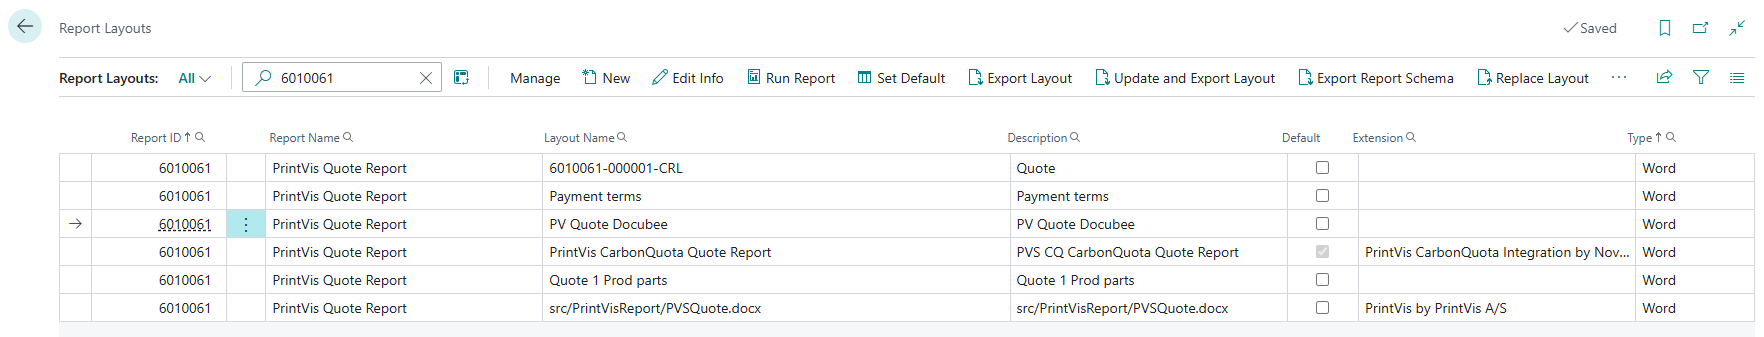 Report Layouts
Saved
Report Layouts: All 6010061 Manage New Edit Info Run Report Set Default Export Layout Update and Export Layout Export Report Schema Replace Layout ...
Report ID Report Name Layout Name Description Default Extension Type
6010061 PrintVis Quote Report 6010061-000001-CRL Quote Word
6010061 PrintVis Quote Report Payment terms Payment terms Word
6010061 PrintVis Quote Report PV Quote Docubee PV Quote Docubee Word
6010061 PrintVis Quote Report PrintVis CarbonQuota Quote Report PVS CQ CarbonQuota Quote Report PrintVis CarbonQuota Integration by Nov... Word
6010061 PrintVis Quote Report Quote 1 Prod parts Quote 1 Prod parts Word
6010061 PrintVis Quote Report src/PrintVisReport/PVSQuote.docx src/PrintVisReport/PVSQuote.docx PrintVis by PrintVis A/S Word